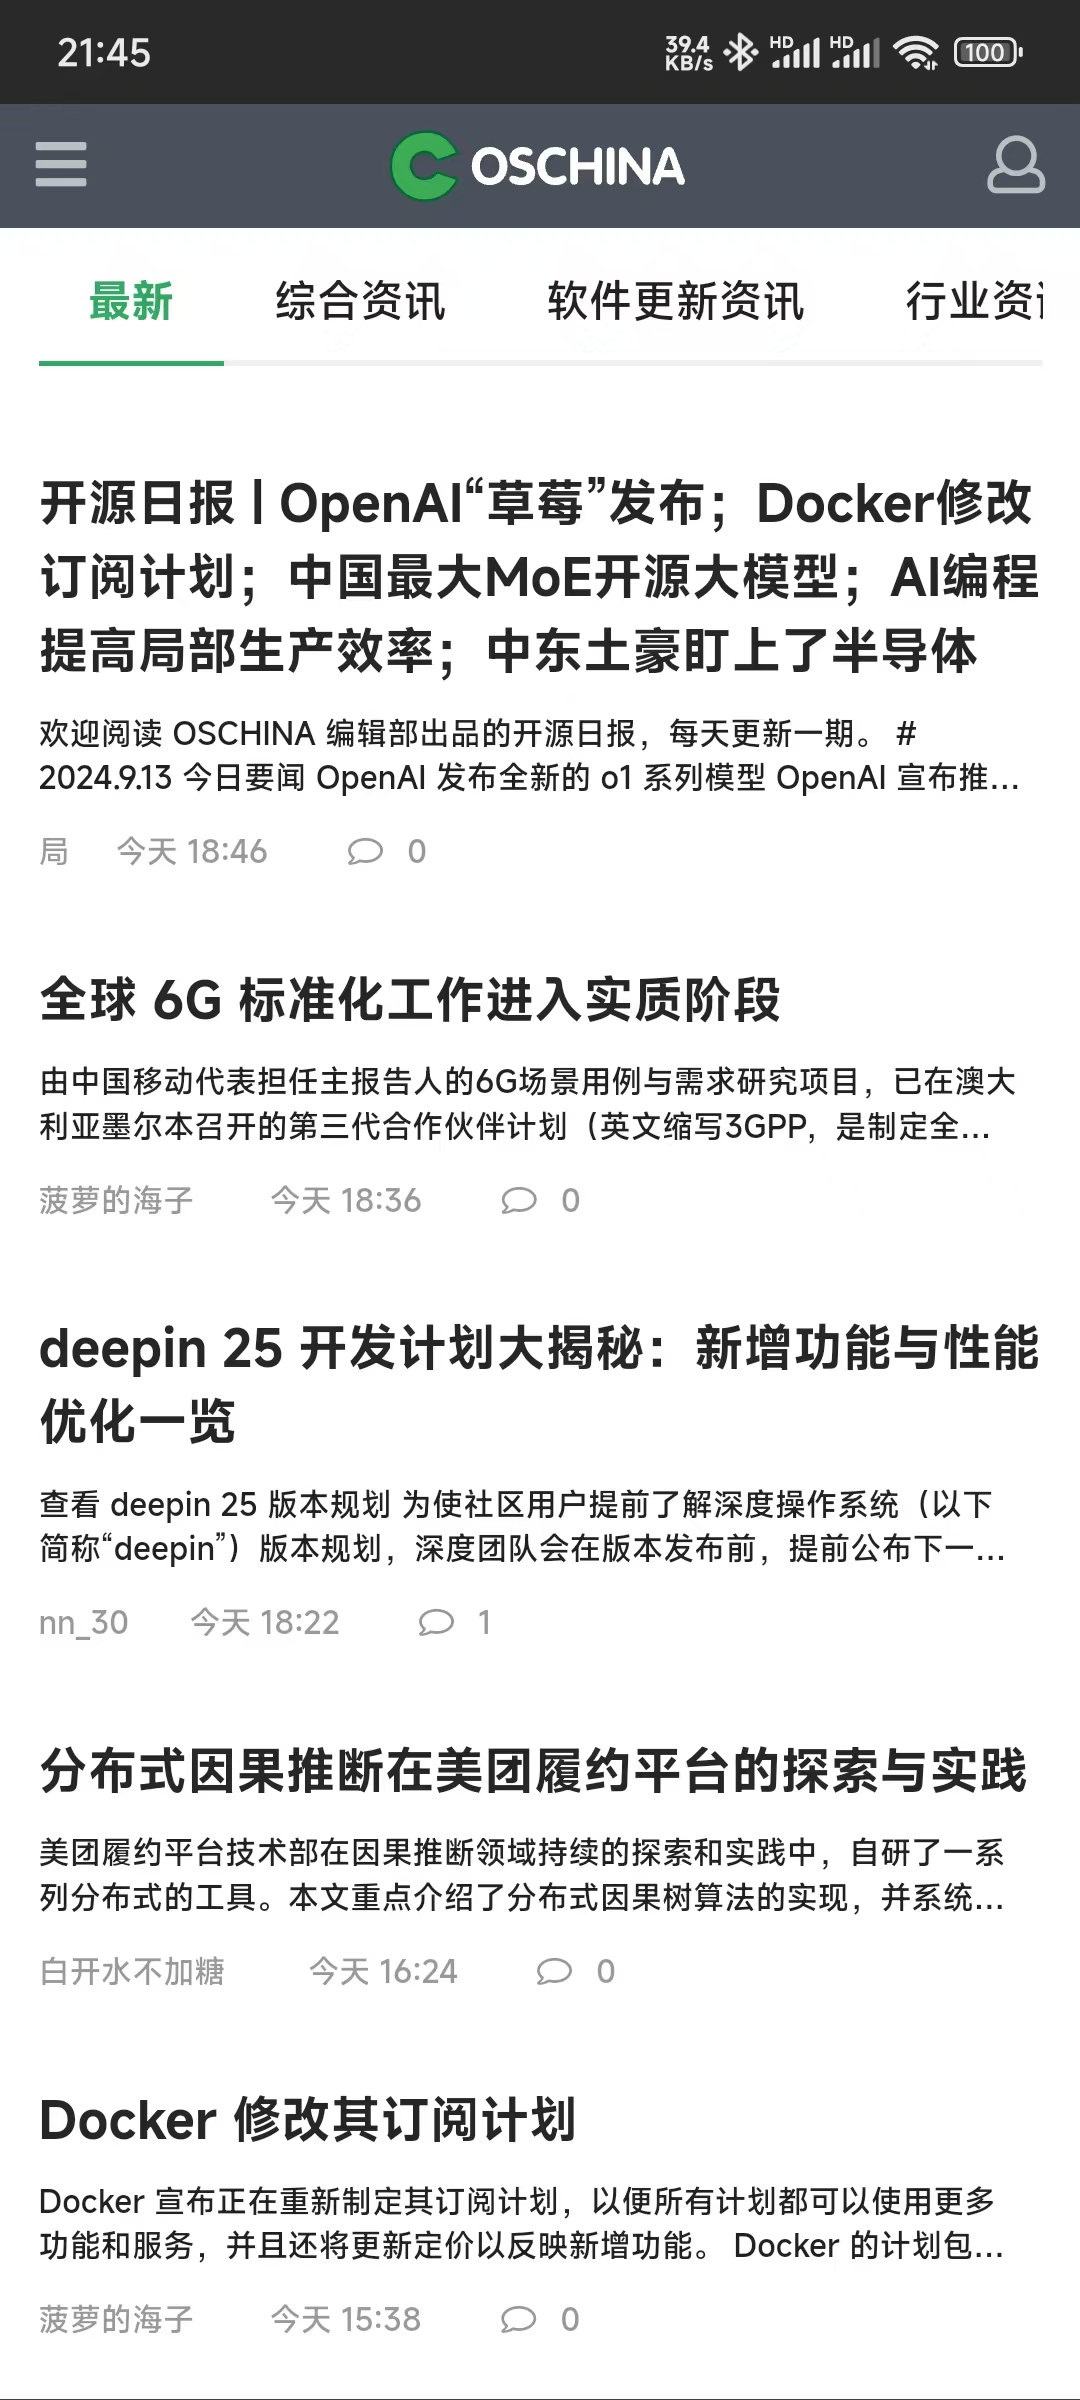 21:45
39.4 KB/s HD HD 100
OSCHINA
最新 综合资讯 软件更新资讯 行业资
开源日报 | OpenAI“草莓”发布；Docker修改
订阅计划；中国最大MoE开源大模型；AI编程
提高局部生产效率；中东土豪盯上了半导体
欢迎阅读 OSCHINA 编辑部出品的开源日报，每天更新一期。 #
2024.9.13 今日要闻 OpenAI 发布全新的 o1 系列模型 OpenAI 宣布推...
局 今天 18:46 0
全球 6G 标准化工作进入实质阶段
由中国移动代表担任主报告人的6G场景用例与需求研究项目，已在澳大
利亚墨尔本召开的第三代合作伙伴计划（英文缩写3GPP，是制定全...
菠萝的海子 今天 18:36 0
deepin 25 开发计划大揭秘：新增功能与性能
优化一览
查看 deepin 25 版本规划 为使社区用户提前了解深度操作系统（以下
简称“deepin”）版本规划，深度团队会在版本发布前，提前公布下一...
nn_30 今天 18:22 1
分布式因果推断在美团履约平台的探索与实践
美团履约平台技术部在因果推断领域持续的探索和实践中，自研了一系
列分布式的工具。本文重点介绍了分布式因果树算法的实现，并系统...
白开水不加糖 今天 16:24 0
Docker 修改其订阅计划
Docker 宣布正在重新制定其订阅计划，以便所有计划都可以使用更多
功能和服务，并且还将更新定价以反映新增功能。 Docker 的计划包...
菠萝的海子 今天 15:38 0